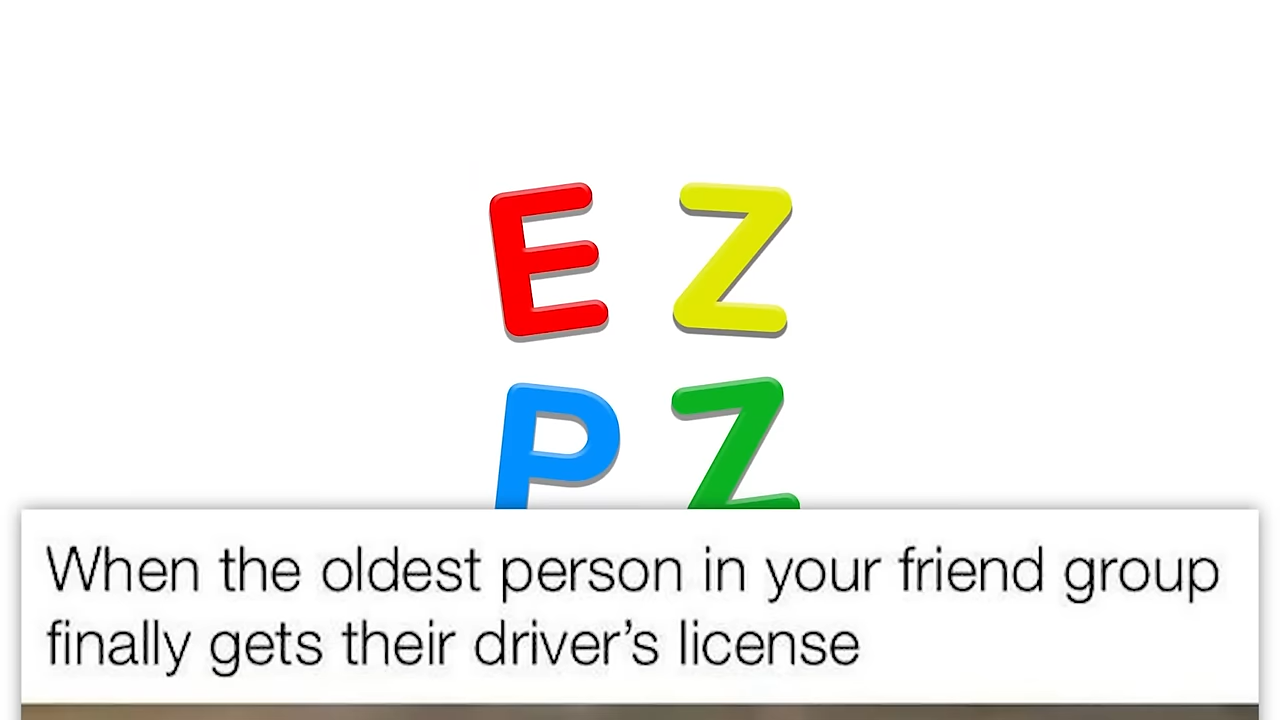 E Z
P Z
When the oldest person in your friend group
finally gets their driver’s license